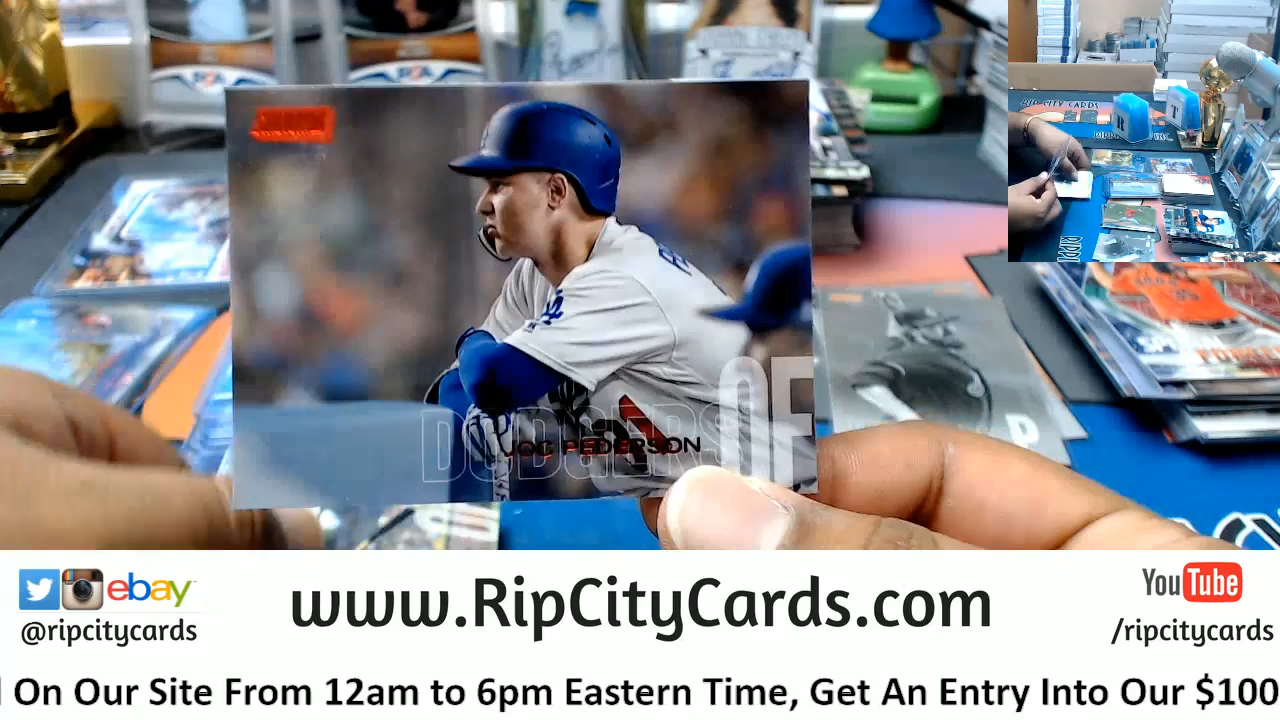 DODGERS
JOC PEDERSON
OF
P
RIP CITY CARDS
R
T
ebay
@ripcitycards
www.RipCityCards.com
YouTube
/ripcitycards
On Our Site From 12am to 6pm Eastern Time, Get An Entry Into Our $100